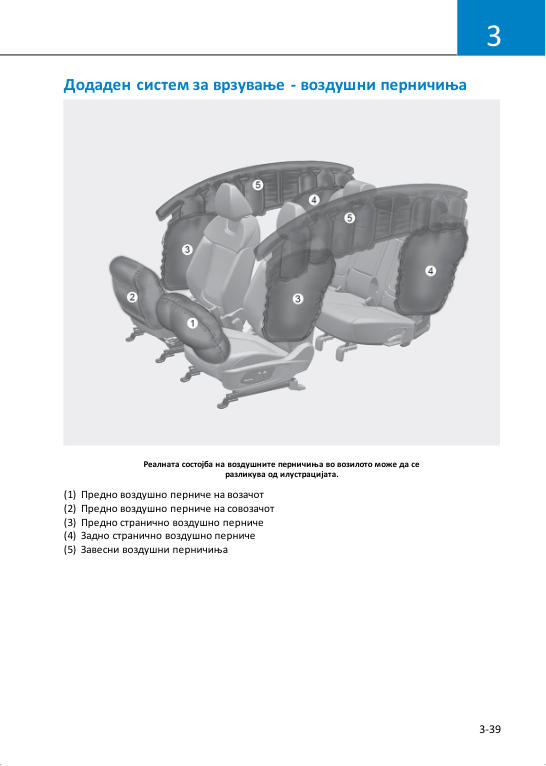 3
Додаден систем за врзување - воздушни перничиња
5
4
5
3
4
2
3
1
Реалната состојба на воздушните перничиња во возилото може да се
разликува од илустрацијата.
(1) Предно воздушно перниче на возачот
(2) Предно воздушно перниче на совозачот
(3) Предно странично воздушно перниче
(4) Задно странично воздушно перниче
(5) Завесни воздушни перничиња
3-39